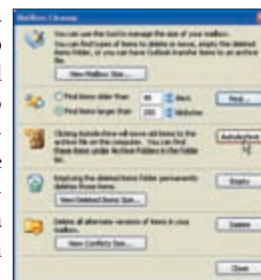 Mailbox Cleanup
You can use this tool to manage the size of your mailbox.
You can find types of items to delete or move, empty the deleted
items folder, or you can have Outlook transfer items to an archive
file.
View Mailbox Size...
Find items older than 90 days
Find...
Find items larger than 250 kilobytes
Clicking AutoArchive will move old items to the
archive file on this computer. You can find
these items under Archive Folders in the folder
list.
AutoArchive
Emptying the deleted items folder permanently
deletes those items.
Empty
View Deleted Items Size...
Delete all alternate versions of items in your
mailbox.
Delete
View Conflicts Size...
Close